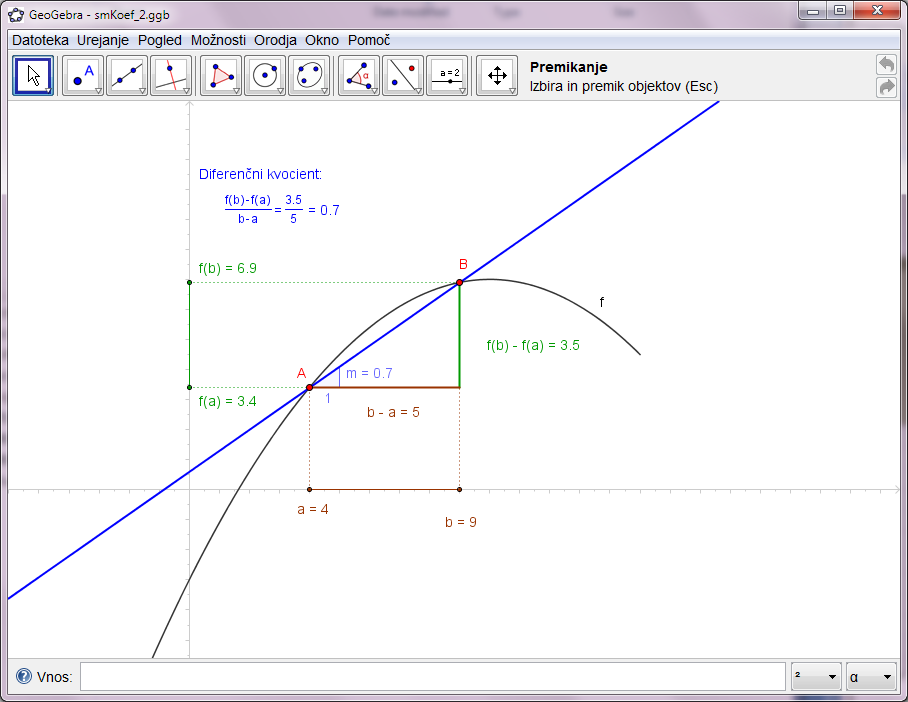 GeoGebra - smKoef_2.ggb
Datoteka Urejanje Pogled Možnosti Orodja Okno Pomoč
A
α
a = 2
Premikanje
Izbira in premik objektov (Esc)
Diferenčni kvocient:
f(b)-f(a)
b-a
=
3.5
5
= 0.7
f(b) = 6.9
B
f
f(b) - f(a) = 3.5
A
m = 0.7
1
f(a) = 3.4
b - a = 5
a = 4
b = 9
Vnos:
²
α